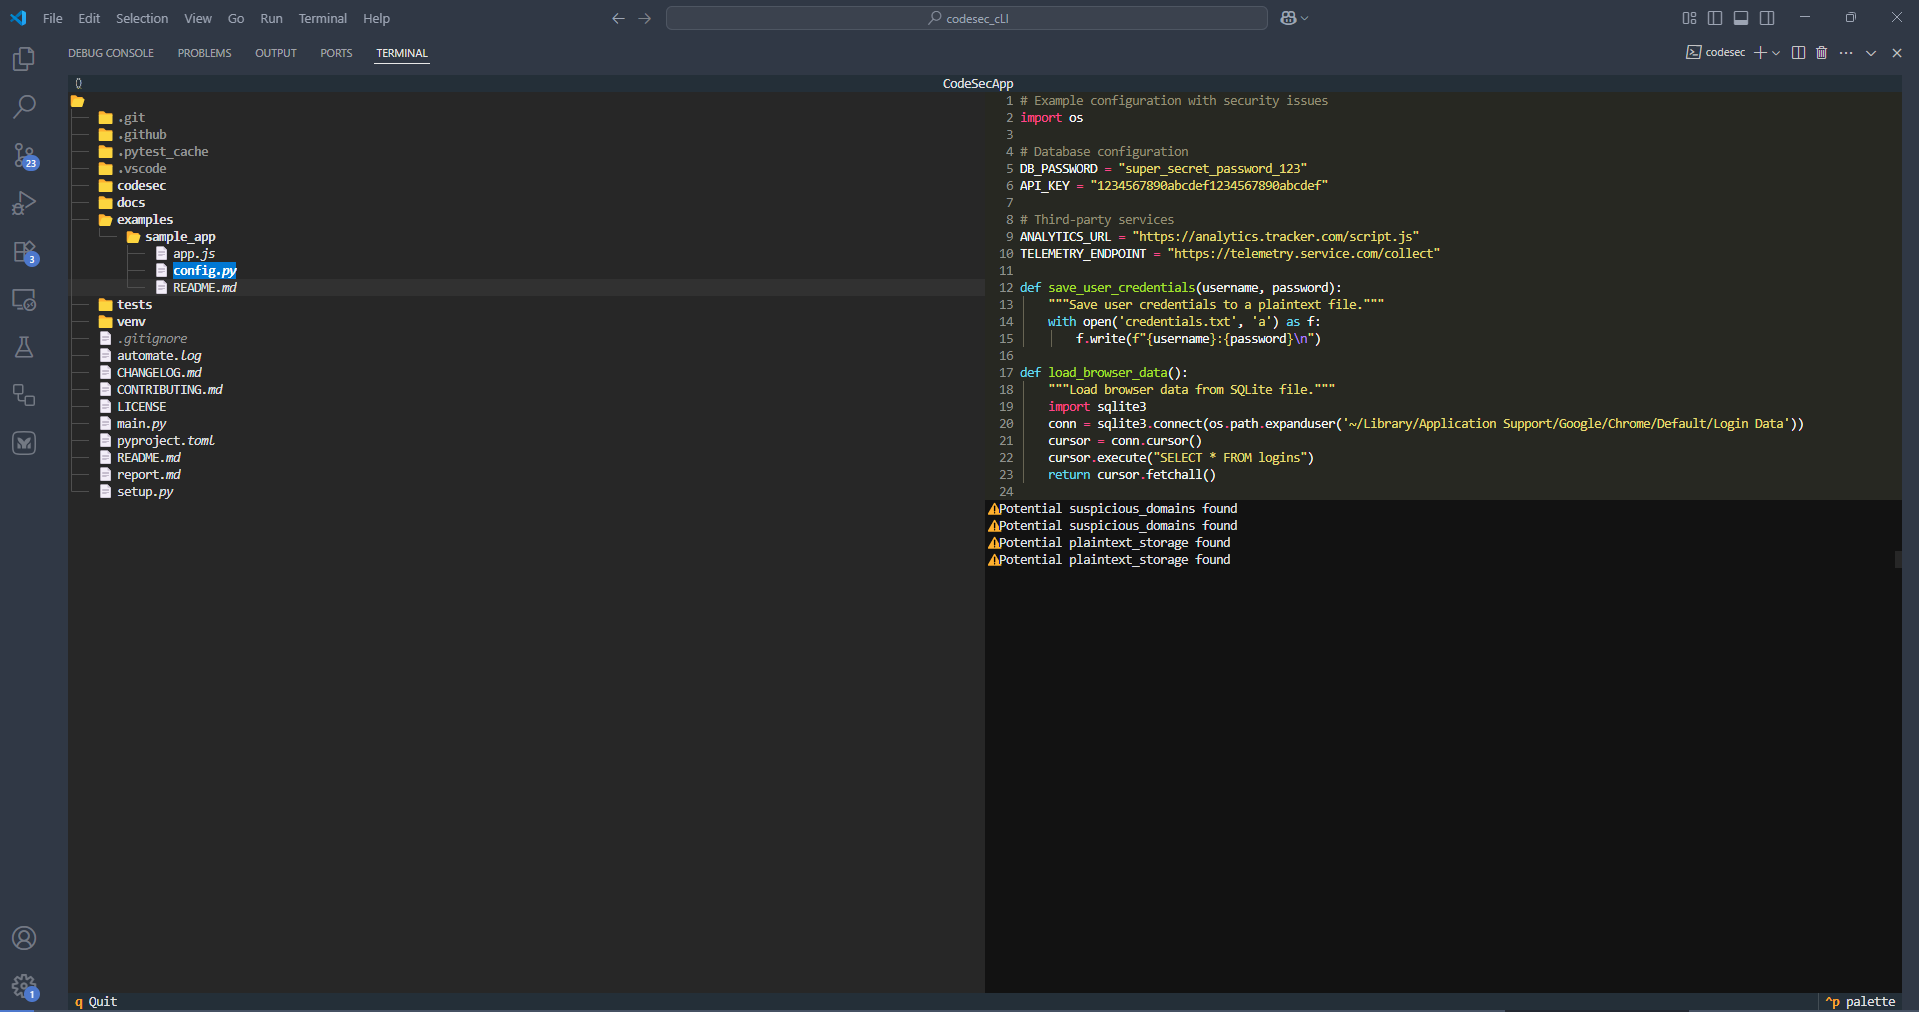 File Edit Selection View Go Run Terminal Help
codesec_cLI
DEBUG CONSOLE PROBLEMS OUTPUT PORTS TERMINAL
codesec
CodeSecApp
.git
.github
.pytest_cache
.vscode
codesec
docs
examples
sample_app
app.js
config.py
README.md
tests
venv
.gitignore
automate.log
CHANGELOG.md
CONTRIBUTING.md
LICENSE
main.py
pyproject.toml
README.md
report.md
setup.py
23
3
1
1 # Example configuration with security issues
2 import os
3
4 # Database configuration
5 DB_PASSWORD = "super_secret_password_123"
6 API_KEY = "1234567890abcdef1234567890abcdef"
7
8 # Third-party services
9 ANALYTICS_URL = "https://analytics.tracker.com/script.js"
10 TELEMETRY_ENDPOINT = "https://telemetry.service.com/collect"
11
12 def save_user_credentials(username, password):
13 """Save user credentials to a plaintext file."""
14 with open('credentials.txt', 'a') as f:
15 f.write(f"{username}:{password}\n")
16
17 def load_browser_data():
18 """Load browser data from SQLite file."""
19 import sqlite3
20 conn = sqlite3.connect(os.path.expanduser('~/Library/Application Support/Google/Chrome/Default/Login Data'))
21 cursor = conn.cursor()
22 cursor.execute("SELECT * FROM logins")
23 return cursor.fetchall()
24
⚠Potential suspicious_domains found
⚠Potential suspicious_domains found
⚠Potential plaintext_storage found
⚠Potential plaintext_storage found
q Quit
^p palette